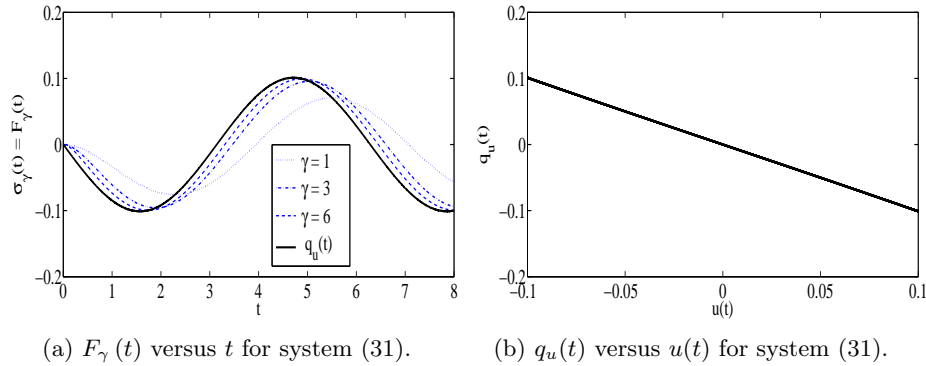 0.2
0.1
0
−0.1
−0.2
σγ(t) = Fγ(t)
0 1 2 3 4 5 6 7 8
t
γ = 1
γ = 3
γ = 6
qu(t)
0.2
0.1
0
−0.1
−0.2
qu(t)
−0.1 −0.05 0 0.05 0.1
u(t)
(a) Fγ (t) versus t for system (31).
(b) qu(t) versus u(t) for system (31).